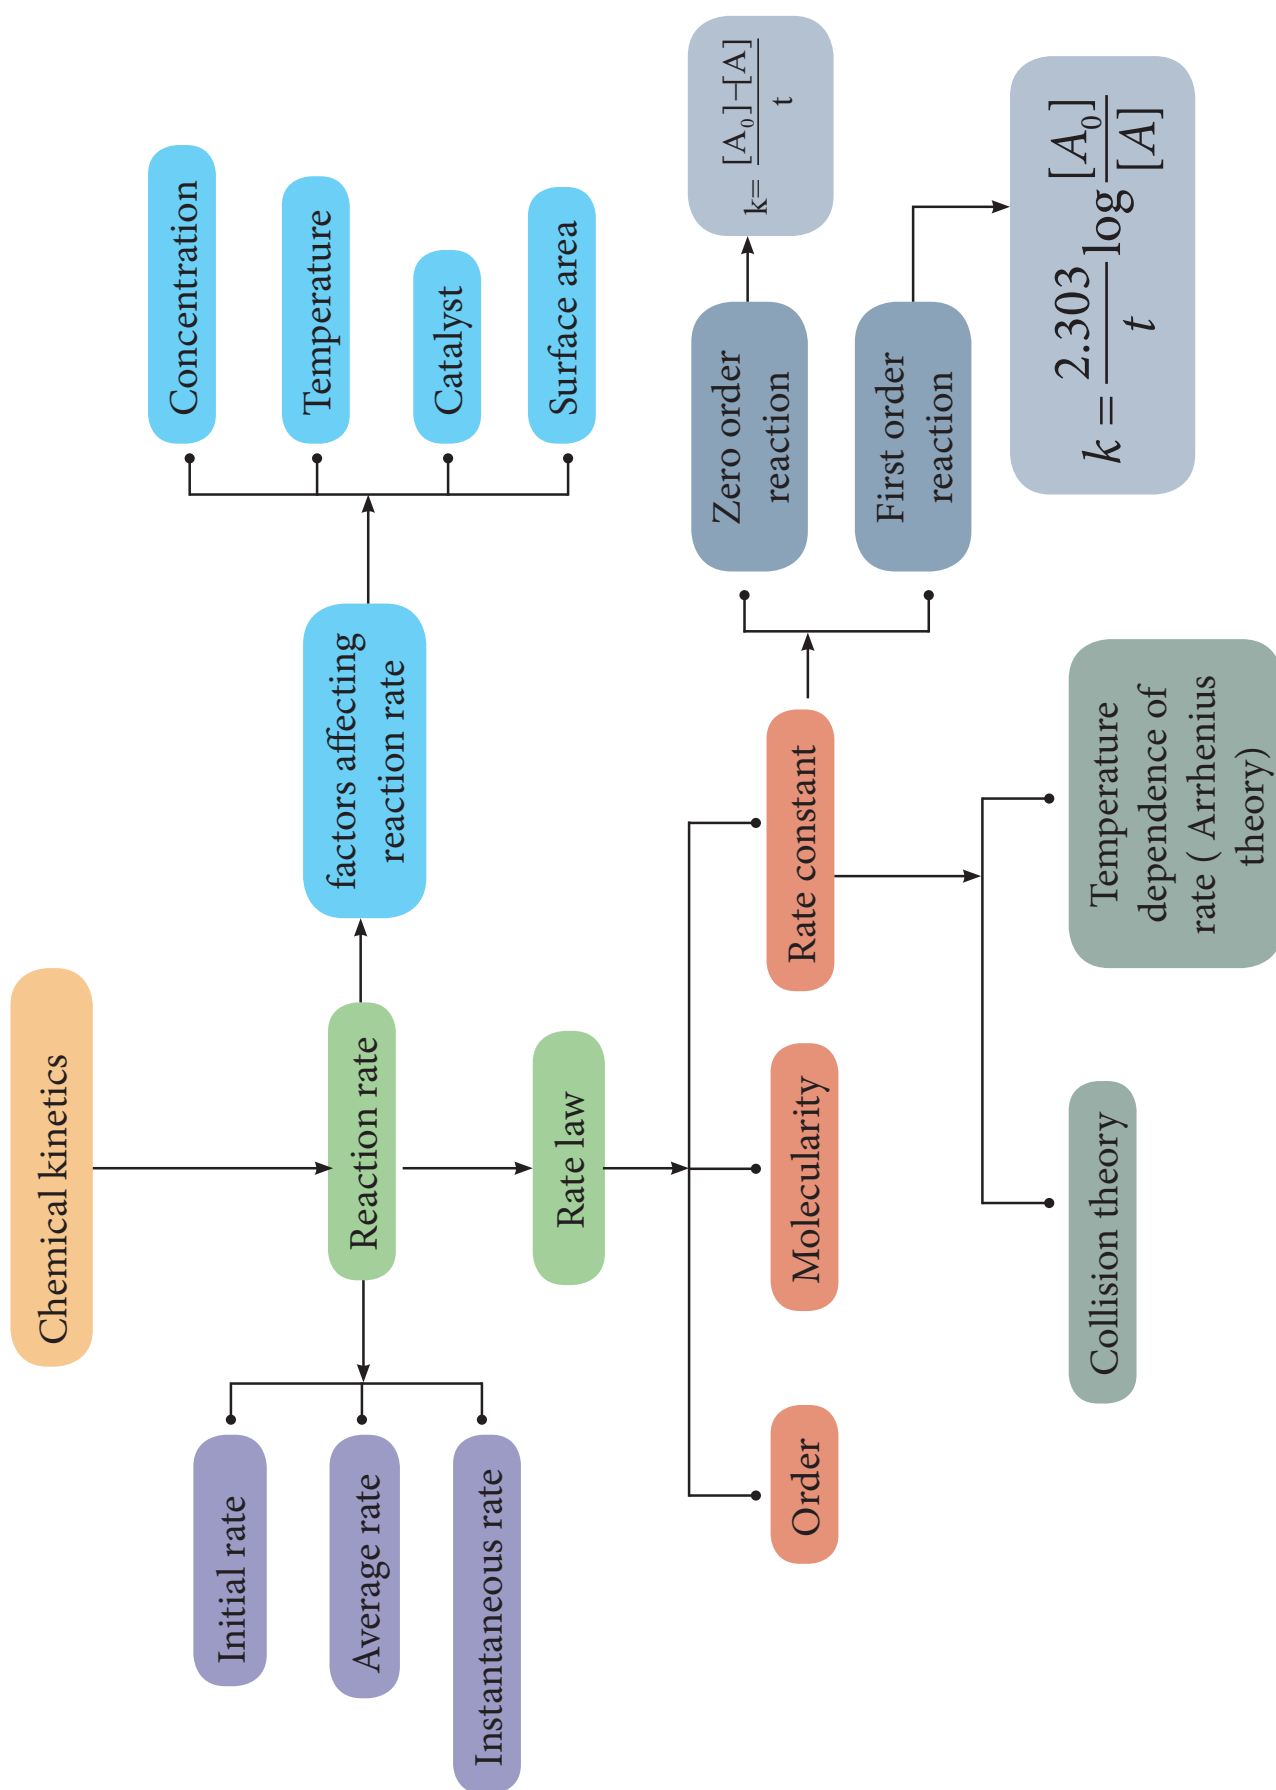 Chemical kinetics
Initial rate
Average rate
Instantaneous rate
Reaction rate
factors affecting
reaction rate
Concentration
Temperature
Catalyst
Surface area
Rate law
Order
Molecularity
Rate constant
Zero order
reaction
k= [A₀]−[A] / t
First order
reaction
k = 2.303 / t log [A₀] / [A]
Collision theory
Temperature
dependence of
rate ( Arrhenius
theory)